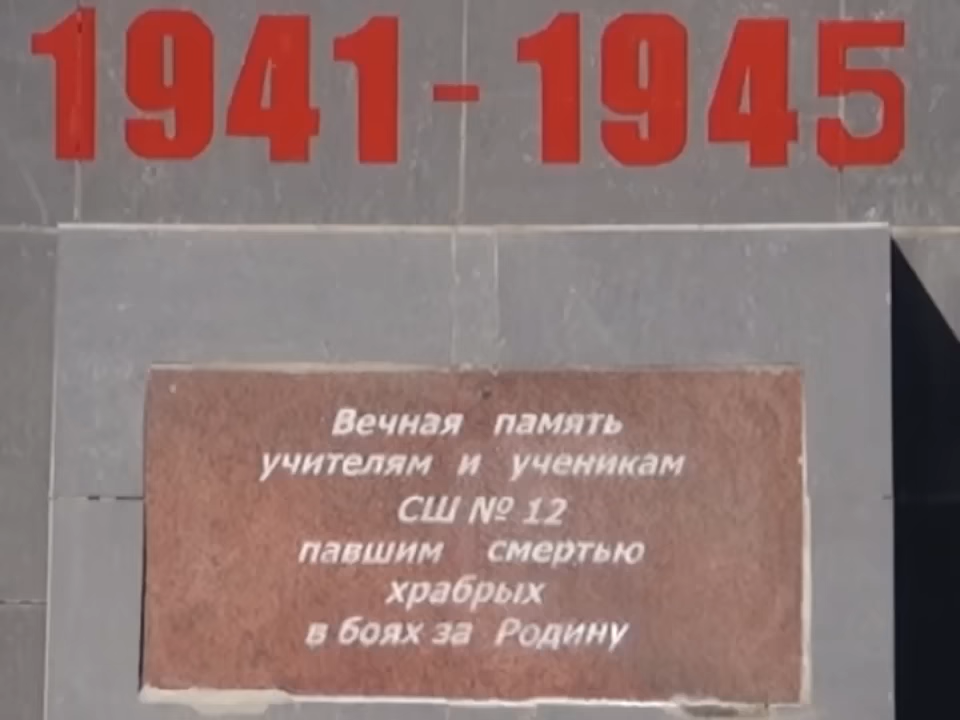 1941-1945
Вечная память
учителям и ученикам
СШ № 12
павшим смертью
храбрых
в боях за Родину